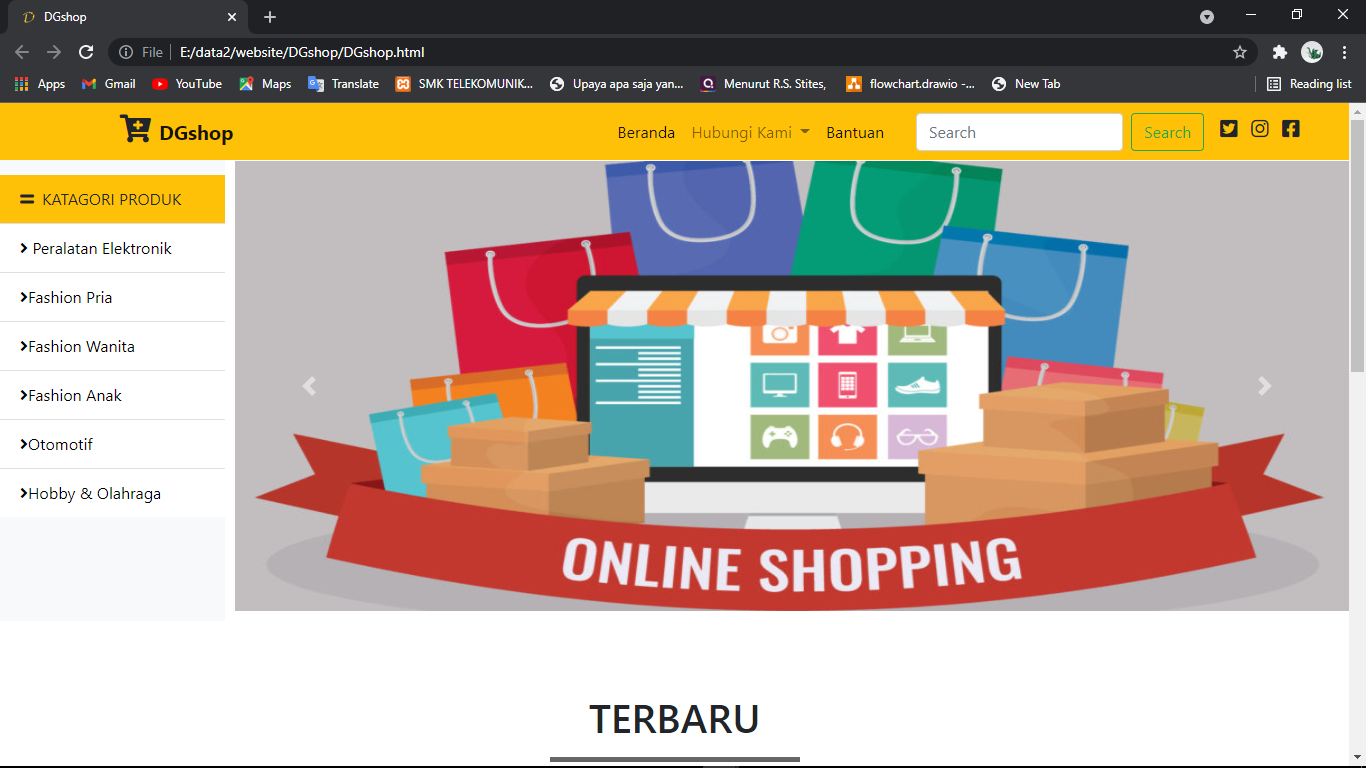 DGshop
File E:/data2/website/DGshop/DGshop.html
Apps Gmail YouTube Maps Translate SMK TELEKOMUNIK... Upaya apa saja yan... Menurut R.S. Stites, flowchart.drawio -... New Tab Reading list
DGshop Beranda Hubungi Kami Bantuan Search Search
KATAGORI PRODUK
Peralatan Elektronik
Fashion Pria
Fashion Wanita
Fashion Anak
Otomotif
Hobby & Olahraga
ONLINE SHOPPING
TERBARU